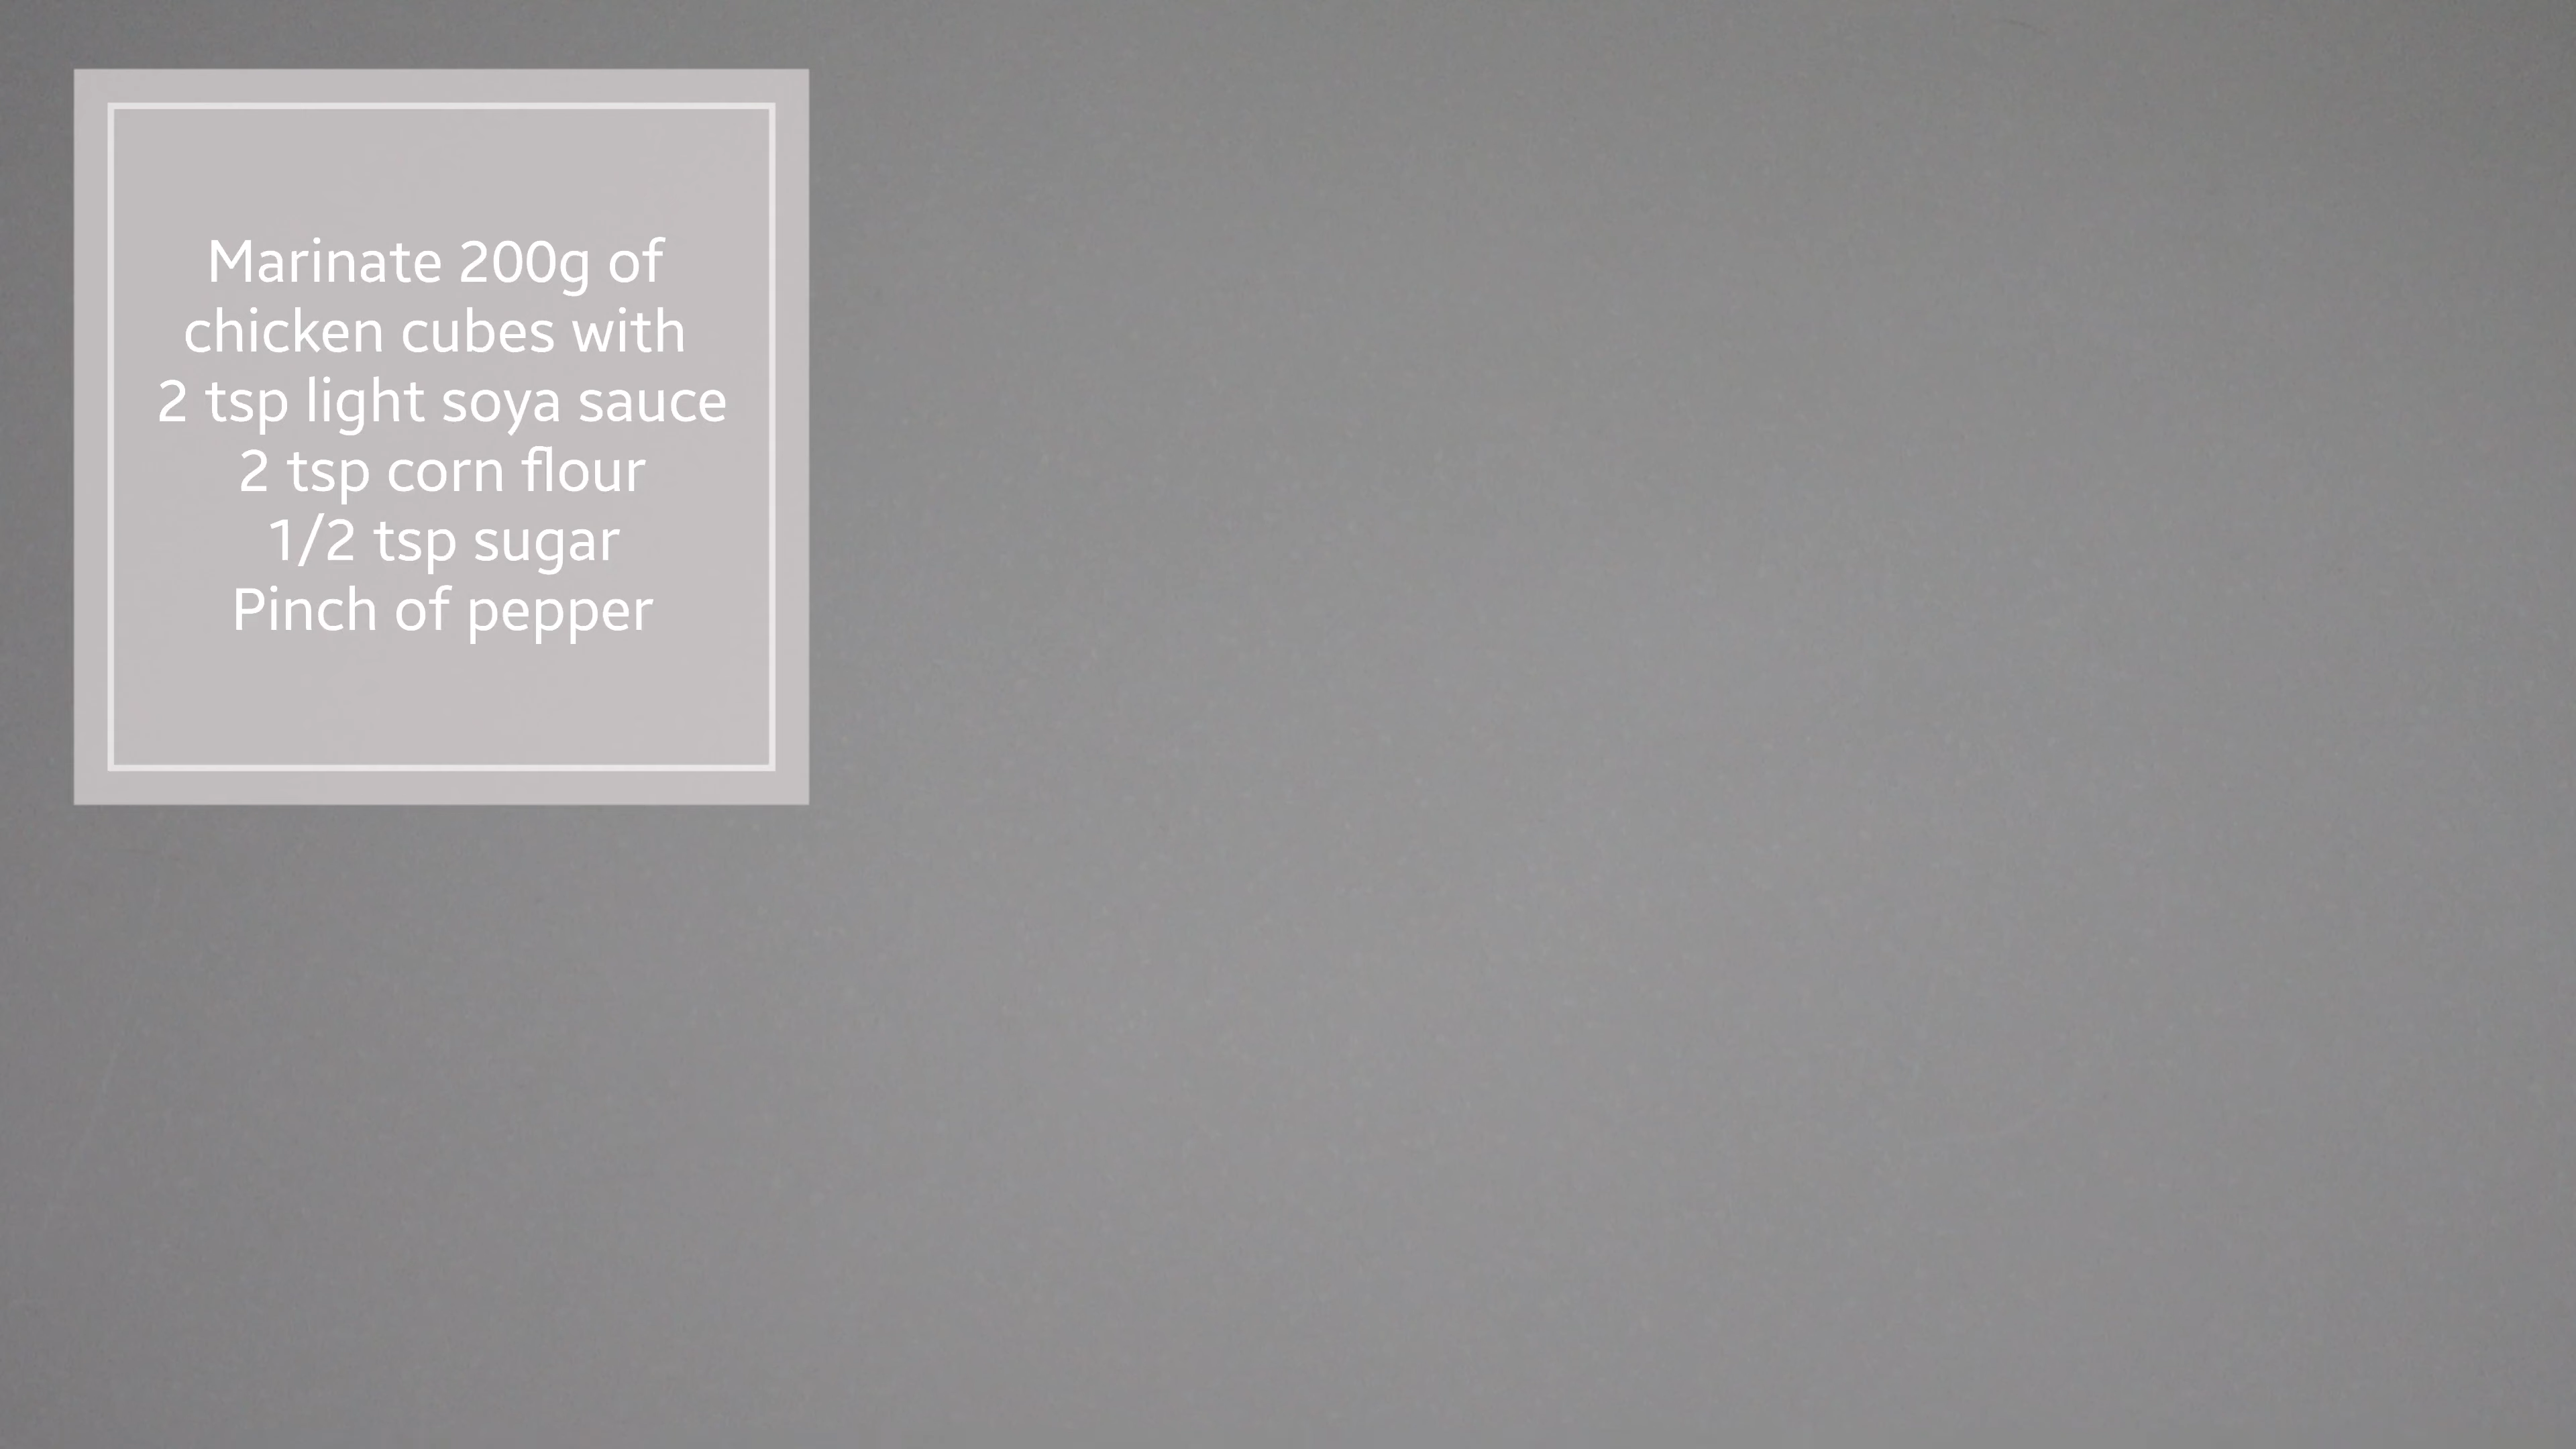 Marinate 200g of
chicken cubes with
2 tsp light soya sauce
2 tsp corn flour
1/2 tsp sugar
Pinch of pepper